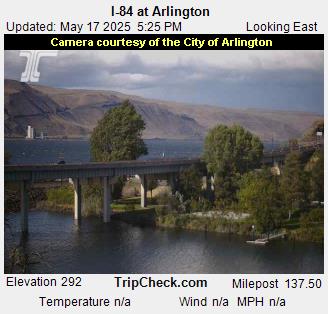 I-84 at Arlington
Updated: May 17 2025 5:25 PM Looking East
Camera courtesy of the City of Arlington
Elevation 292 TripCheck.com Milepost 137.50
Temperature n/a Wind n/a MPH n/a